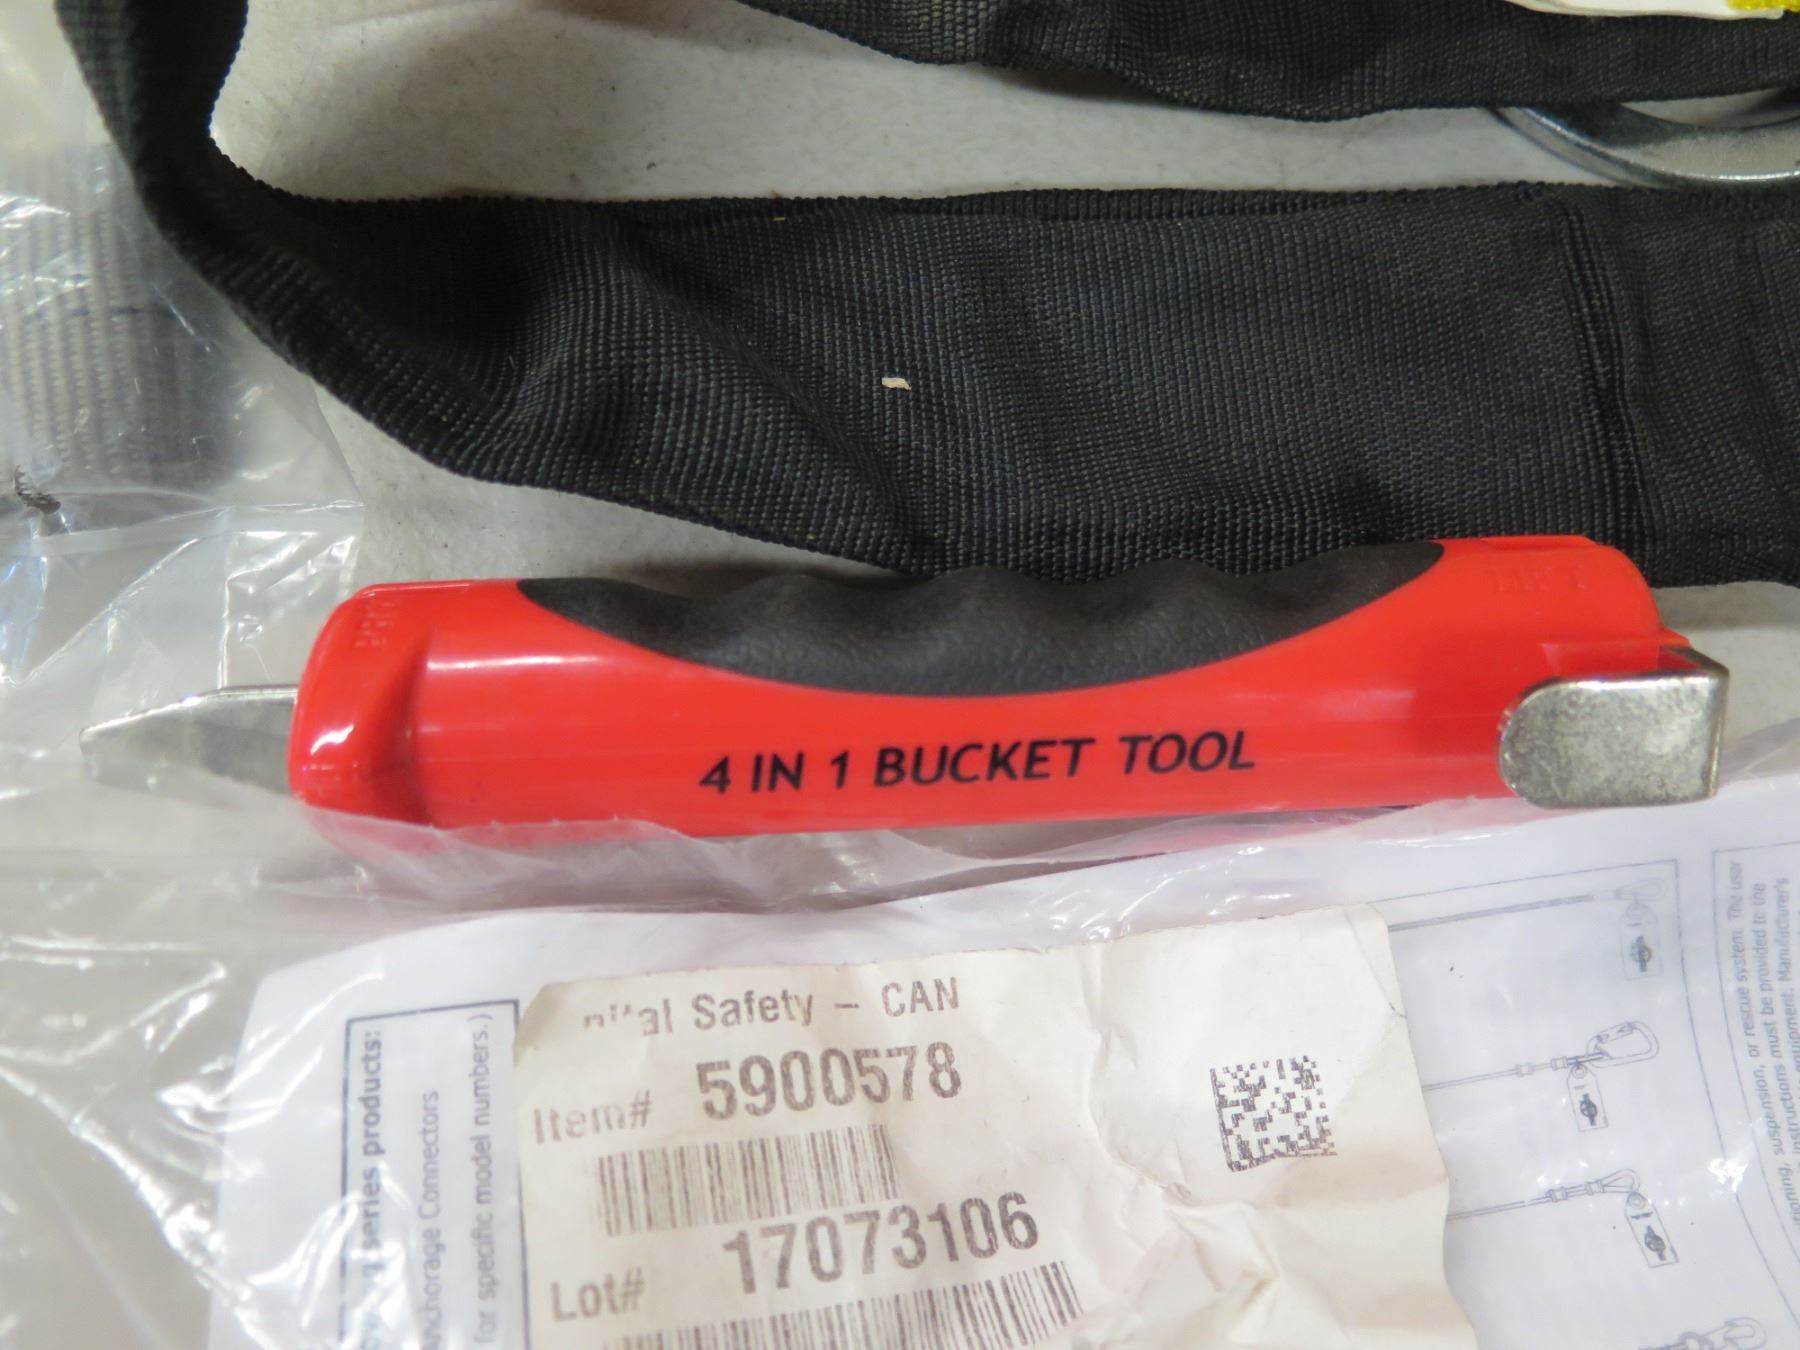 LIFT
4 IN 1 BUCKET TOOL
Safety - CAN
Item# 5900578
Lot# 17073106
series products:
Anchorage Connectors
for specific model numbers.)
suspension, or rescue system. The user
instructions must be provided to the
equipment. Manufacturer's